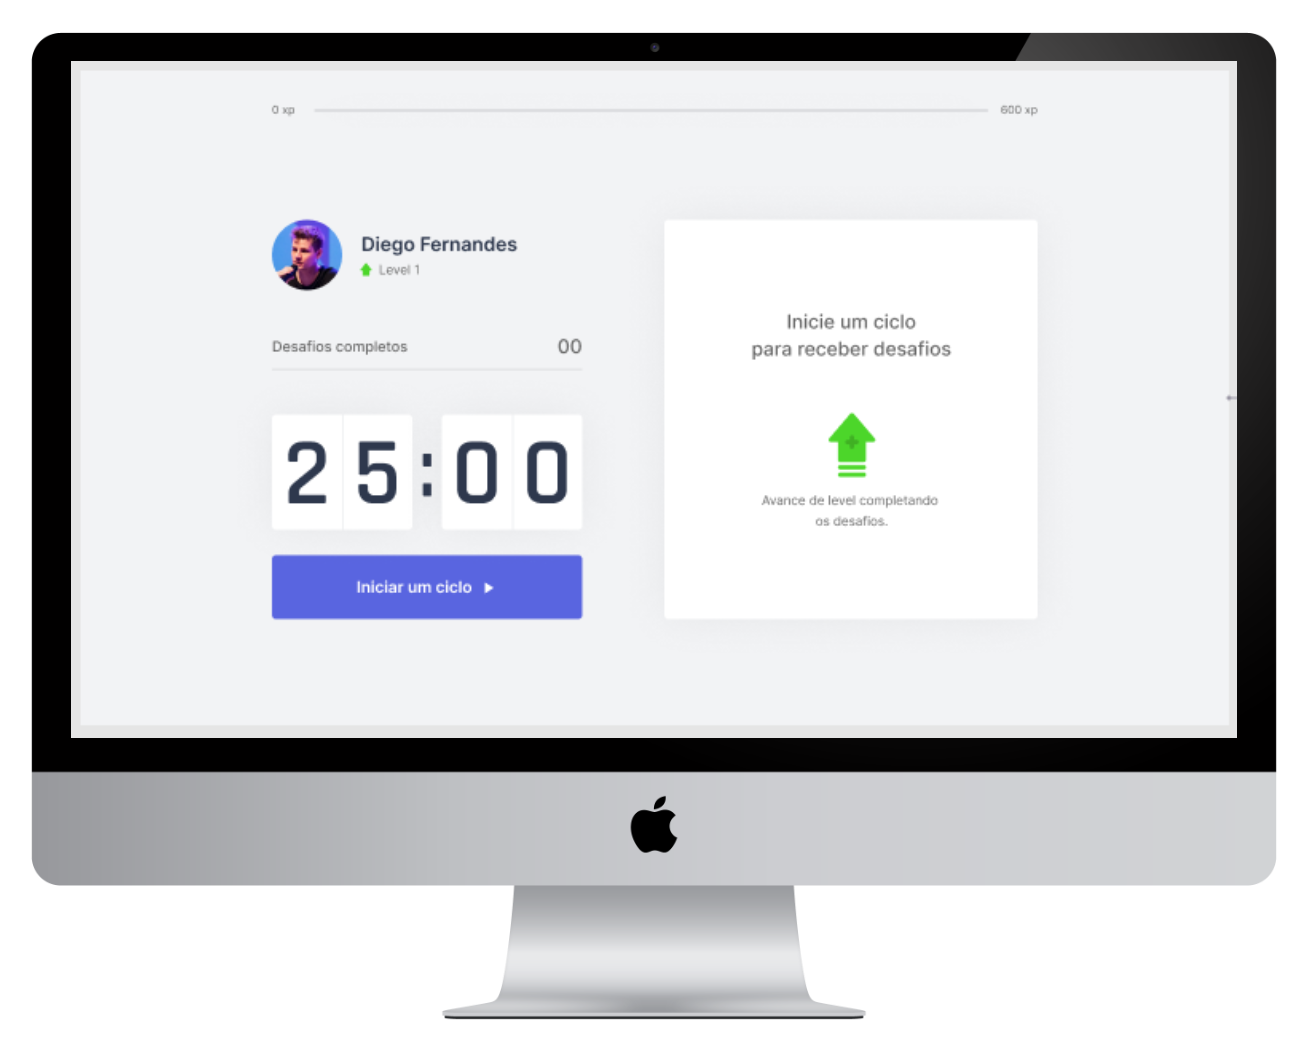 0 xp
600 xp
Diego Fernandes
Level 1
Desafios completos
00
25:00
Iniciar um ciclo
Inicie um ciclo
para receber desafios
Avance de level completando
os desafios.